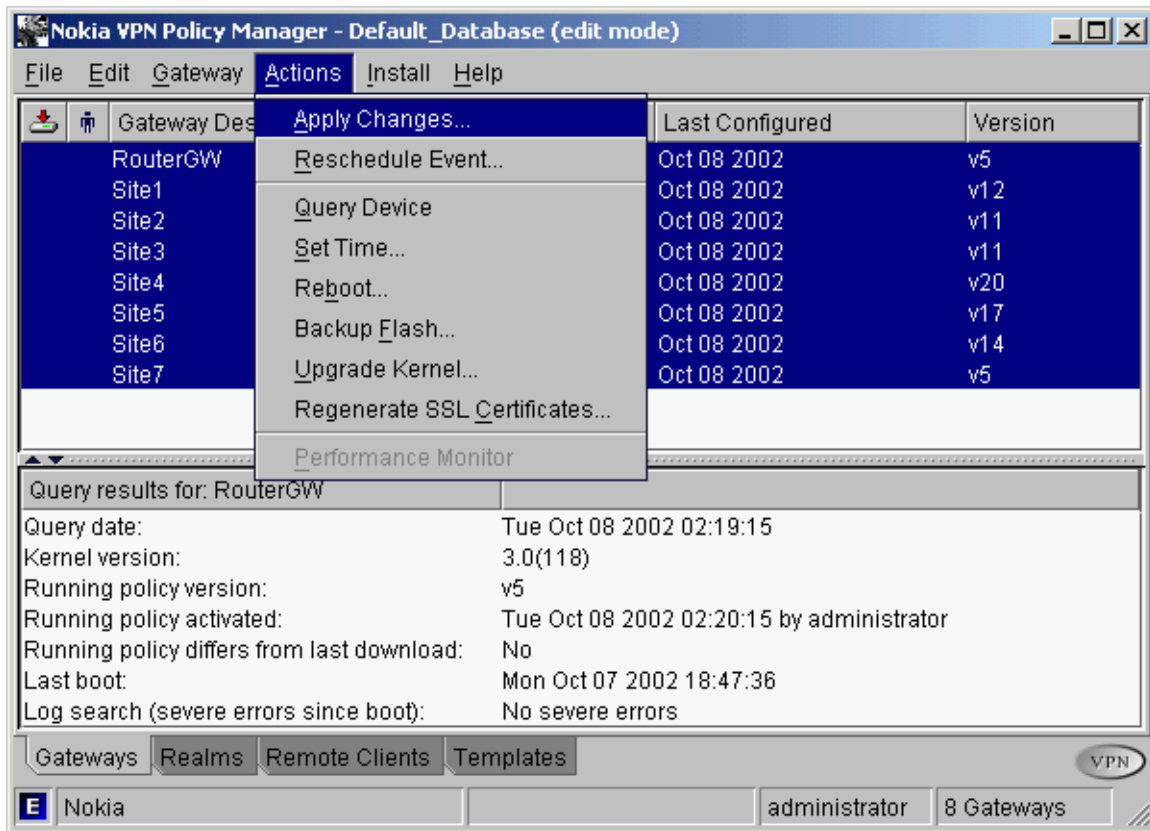 Nokia VPN Policy Manager - Default_Database (edit mode)
File Edit Gateway Actions Install Help
Gateway Des Last Configured Version
Apply Changes...
Reschedule Event...
Query Device
Set Time...
Reboot...
Backup Flash...
Upgrade Kernel...
Regenerate SSL Certificates...
Performance Monitor
RouterGW Oct 08 2002 v5
Site1 Oct 08 2002 v12
Site2 Oct 08 2002 v11
Site3 Oct 08 2002 v11
Site4 Oct 08 2002 v20
Site5 Oct 08 2002 v17
Site6 Oct 08 2002 v14
Site7 Oct 08 2002 v5
Query results for: RouterGW
Query date: Tue Oct 08 2002 02:19:15
Kernel version: 3.0(118)
Running policy version: v5
Running policy activated: Tue Oct 08 2002 02:20:15 by administrator
Running policy differs from last download: No
Last boot: Mon Oct 07 2002 18:47:36
Log search (severe errors since boot): No severe errors
Gateways Realms Remote Clients Templates
VPN
E Nokia administrator 8 Gateways